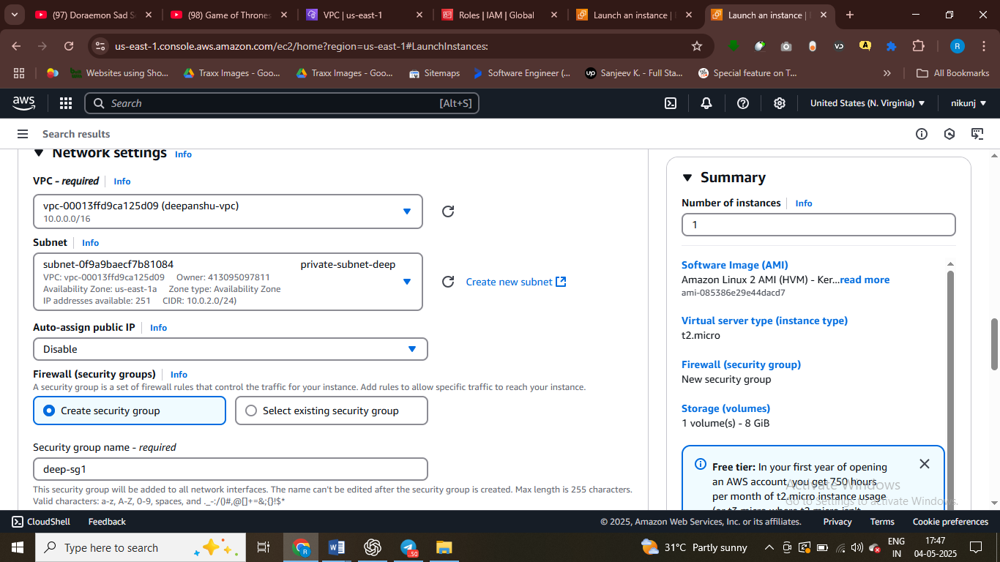 (97) Doraemon Sad S
(98) Game of Thrones
VPC | us-east-1
Roles | IAM | Global
Launch an instance |
Launch an instance |
us-east-1.console.aws.amazon.com/ec2/home?region=us-east-1#LaunchInstances:
R
Websites using Sho...
Traxx Images - Goo...
Traxx Images - Goo...
Sitemaps
Software Engineer (...
up
Sanjeev K. - Full Sta...
Special feature on T...
»
All Bookmarks
aws
Search
[Alt+S]
United States (N. Virginia)
nikunj
Search results
Network settings Info
VPC - required
Info
vpc-00013ffd9ca125d09 (deepanshu-vpc)
10.0.0.0/16
Subnet
Info
subnet-0f9a9baecf7b81084 private-subnet-deep
VPC: vpc-00013ffd9ca125d09 Owner: 413095097811
Availability Zone: us-east-1a Zone type: Availability Zone
IP addresses available: 251 CIDR: 10.0.2.0/24)
Create new subnet
Auto-assign public IP
Info
Disable
Firewall (security groups)
Info
A security group is a set of firewall rules that control the traffic for your instance. Add rules to allow specific traffic to reach your instance.
Create security group
Select existing security group
Security group name - required
deep-sg1
This security group will be added to all network interfaces. The name can't be edited after the security group is created. Max length is 255 characters.
Valid characters: a-z, A-Z, 0-9, spaces, and ._-:/()#,@[]+=&;{}!$*
Summary
Number of instances
Info
1
Software Image (AMI)
Amazon Linux 2 AMI (HVM) - Ker...read more
ami-085386e29e44dacd7
Virtual server type (instance type)
t2.micro
Firewall (security group)
New security group
Storage (volumes)
1 volume(s) - 8 GiB
Free tier: In your first year of opening
an AWS account, you get 750 hours
per month of t2.micro instance usage
(or t3.micro where t2.micro isn't
Activate Windows
Go to Settings to activate Windows.
CloudShell
Feedback
© 2025, Amazon Web Services, Inc. or its affiliates.
Privacy
Terms
Cookie preferences
Type here to search
R
W
.50
31°C Partly sunny
ENG
IN
17:47
04-05-2025